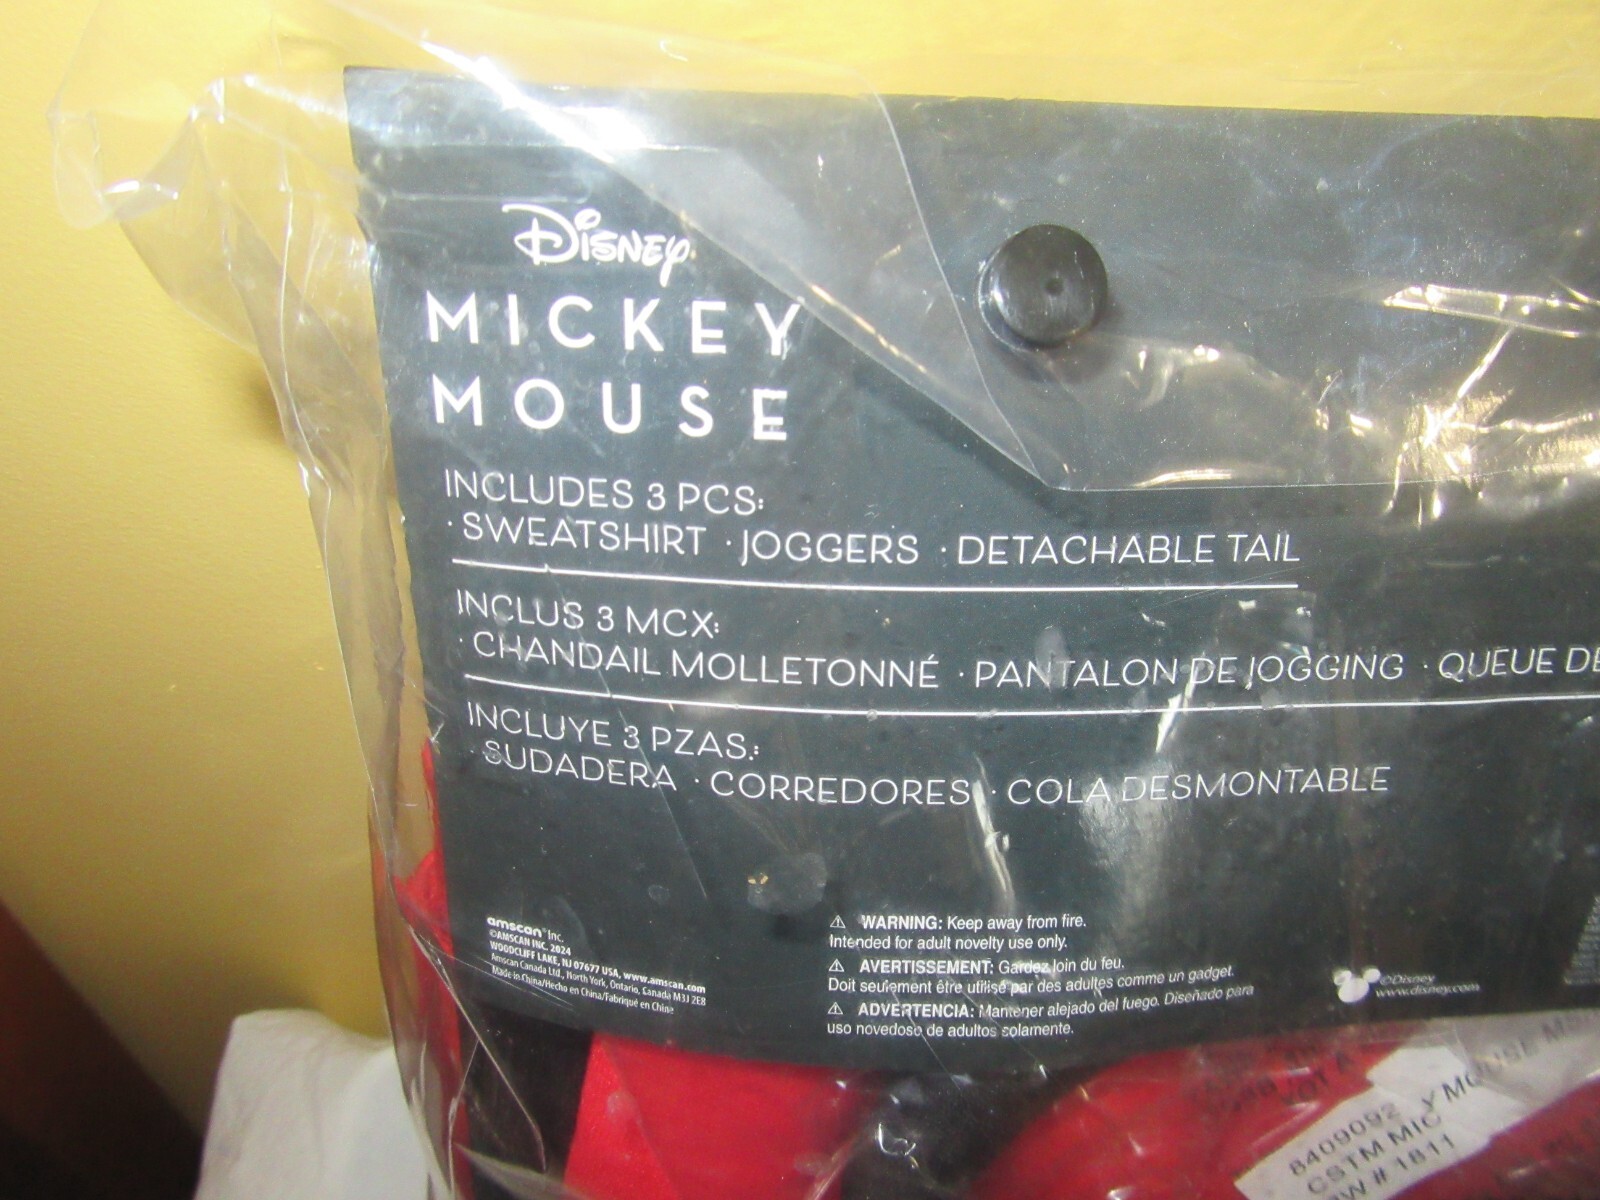 Disney
MICKEY
MOUSE
INCLUDES 3 PCS:
· SWEATSHIRT · JOGGERS · DETACHABLE TAIL
INCLUS 3 MCX:
· CHANDAIL MOLLETONNÉ · PANTALON DE JOGGING · QUEUE DÉ
INCLUYE 3 PZAS.:
· SUDADERA · CORREDORES · COLA DESMONTABLE
amscan® Inc.
©AMSCAN INC. 2024
WOODCLIFF LAKE, NJ 07677 USA, www.amscan.com
Amscan Canada Ltd., North York, Ontario, Canada M3J 2E8
Made in China/Hecho en China/Fabriqué en Chine
⚠ WARNING: Keep away from fire.
Intended for adult novelty use only.
⚠ AVERTISSEMENT: Gardez loin du feu.
Doit seulement être utilisé par des adultes comme un gadget.
⚠ ADVERTENCIA: Mantener alejado del fuego. Diseñado para
uso novedoso de adultos solamente.
©Disney
www.disney.com
8409092
CSTM MIC Y MOUSE
# 1811